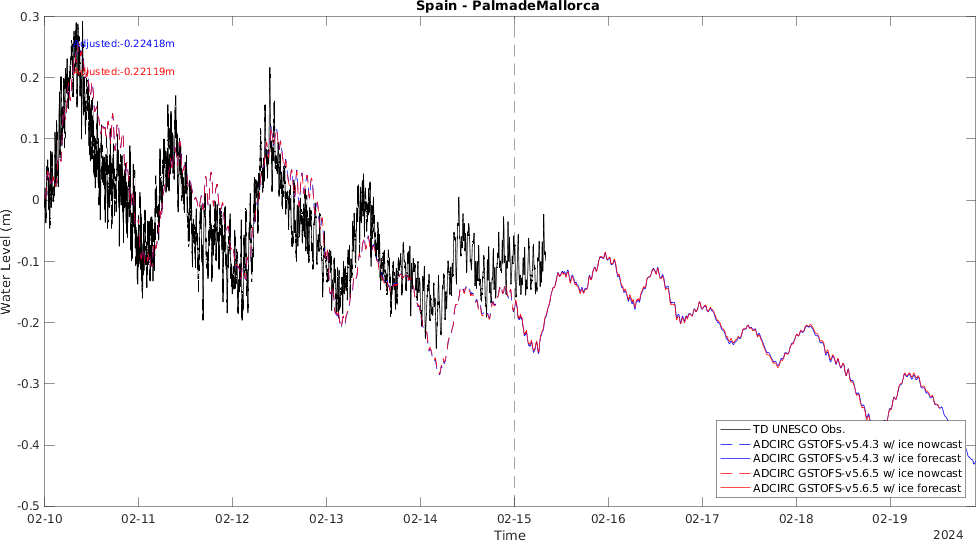 Spain - PalmadeMallorca
0.3
0.2
0.1
0
-0.1
-0.2
-0.3
-0.4
-0.5
Water Level (m)
Adjusted:-0.22418m
Adjusted:-0.22119m
TD UNESCO Obs.
ADCIRC GSTOFS-v5.4.3 w/ ice nowcast
ADCIRC GSTOFS-v5.4.3 w/ ice forecast
ADCIRC GSTOFS-v5.6.5 w/ ice nowcast
ADCIRC GSTOFS-v5.6.5 w/ ice forecast
02-10 02-11 02-12 02-13 02-14 02-15 02-16 02-17 02-18 02-19
Time
2024